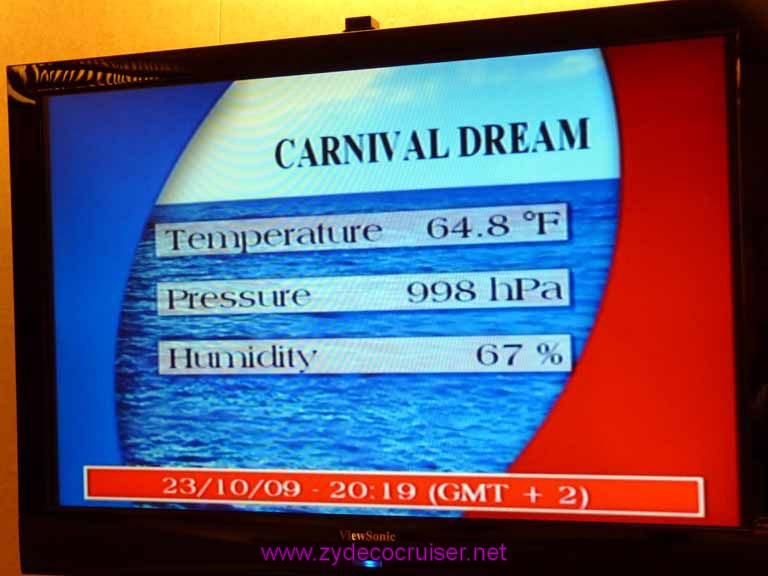 CARNIVAL DREAM
Temperature 64.8 °F
Pressure 998 hPa
Humidity 67 %
23/10/09 - 20:19 (GMT + 2)
ViewSonic
www.zydecocruiser.net